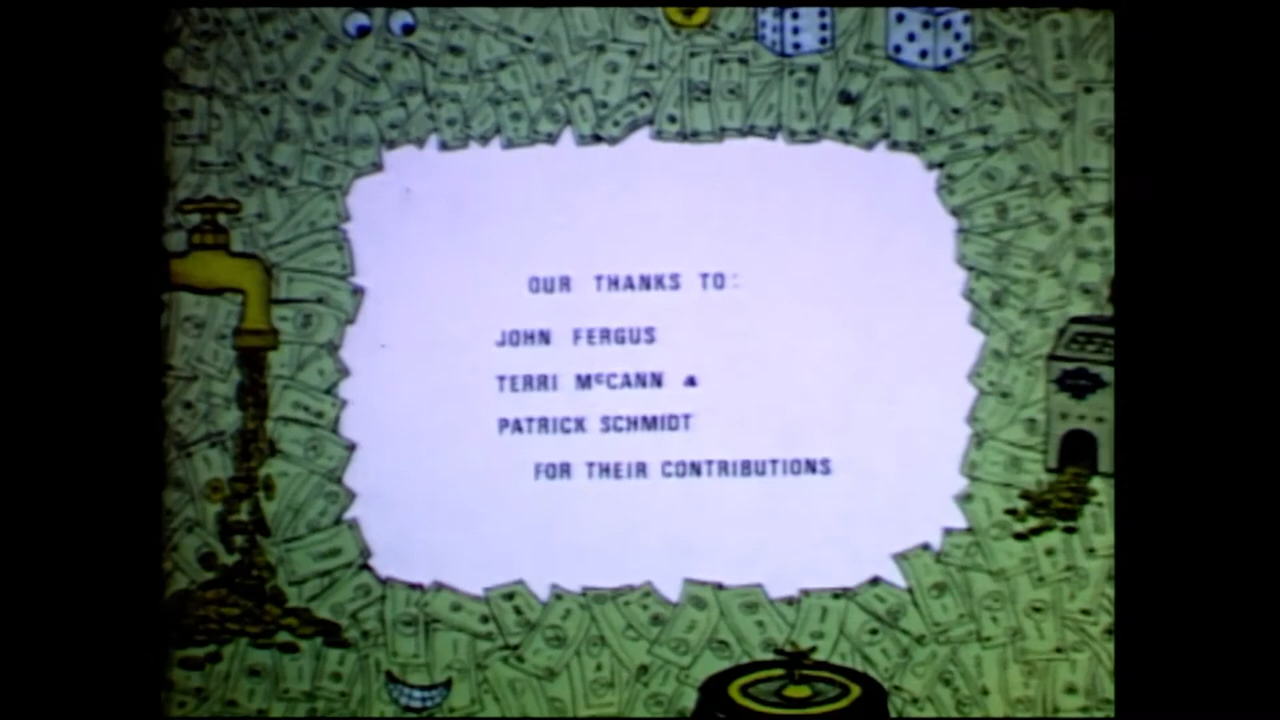 OUR THANKS TO:
JOHN FERGUS
TERRI McCANN &
PATRICK SCHMIDT
FOR THEIR CONTRIBUTIONS